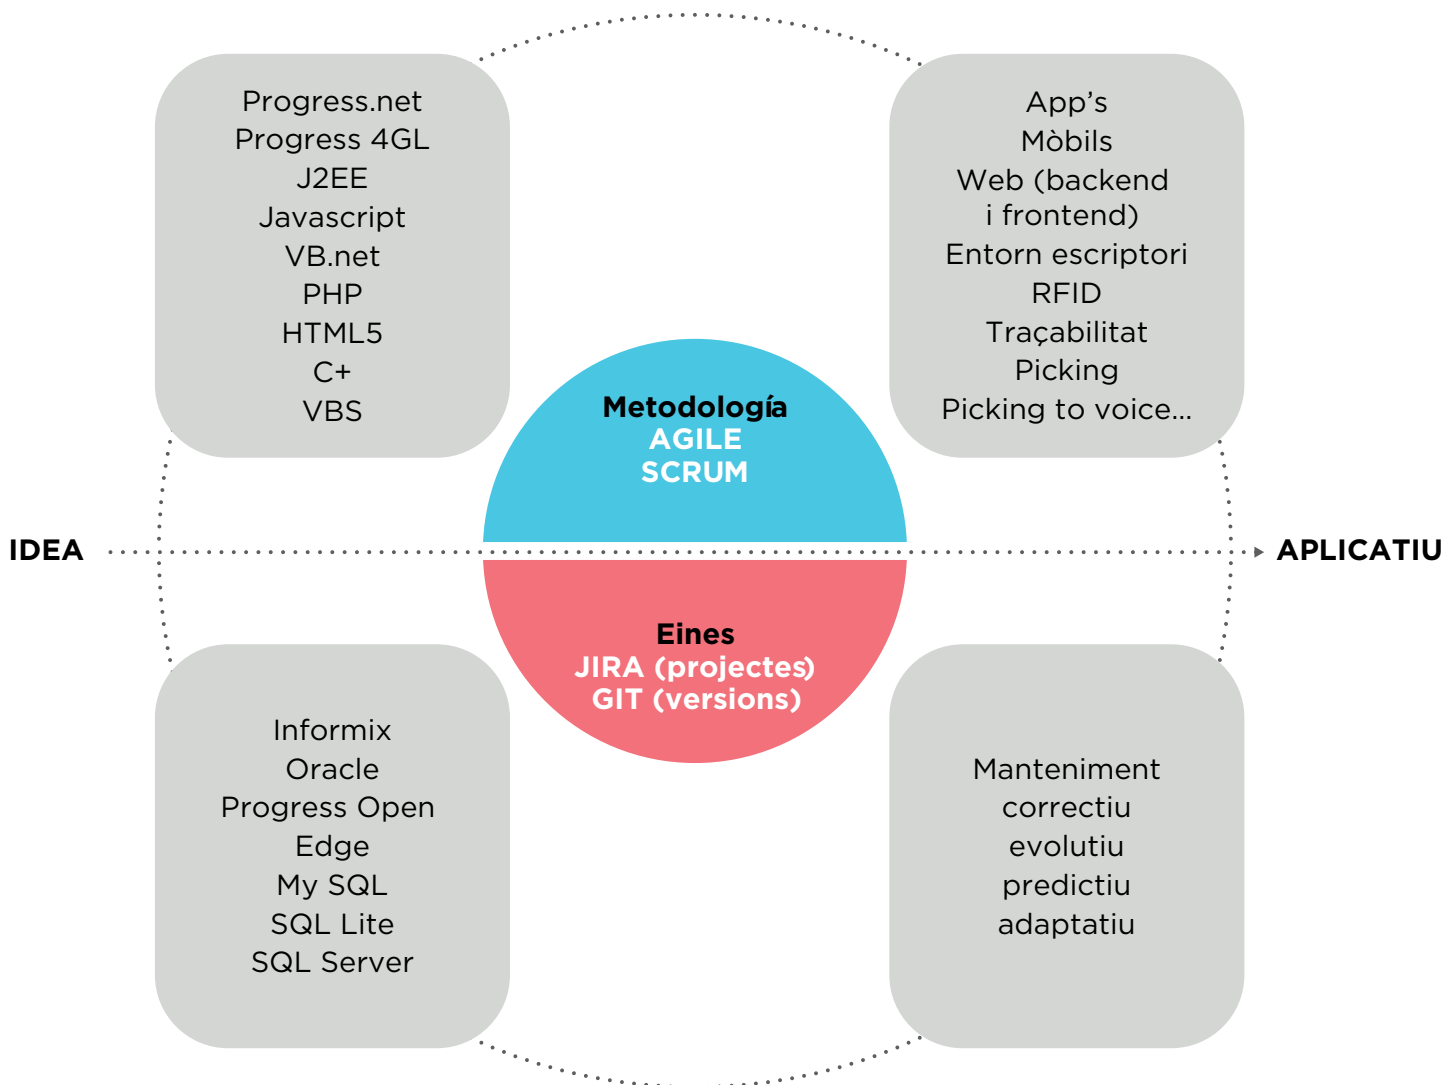 Progress.net
Progress 4GL
J2EE
Javascript
VB.net
PHP
HTML5
C+
VBS
App’s
Mòbils
Web (backend
i frontend)
Entorn escriptori
RFID
Traçabilitat
Picking
Picking to voice...
Metodología
AGILE
SCRUM
IDEA
APLICATIU
Eines
JIRA (projectes)
GIT (versions)
Informix
Oracle
Progress Open
Edge
My SQL
SQL Lite
SQL Server
Manteniment
correctiu
evolutiu
predictiu
adaptatiu